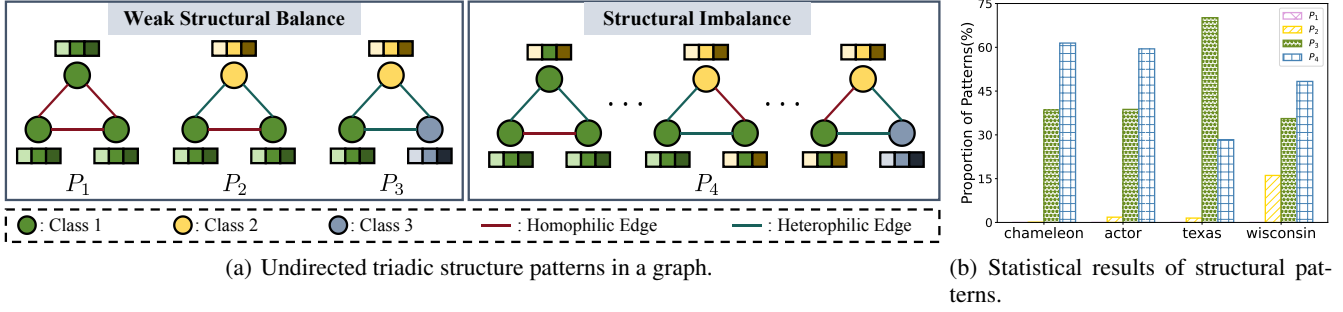 Weak Structural Balance
Structural Imbalance
... ...
P1 P2 P3 P4
: Class 1 : Class 2 : Class 3 : Homophilic Edge : Heterophilic Edge
(a) Undirected triadic structure patterns in a graph.
Proportion of Patterns(%)
75
60
45
30
15
0
P1
P2
P3
P4
chameleon actor texas wisconsin
(b) Statistical results of structural pat-
terns.